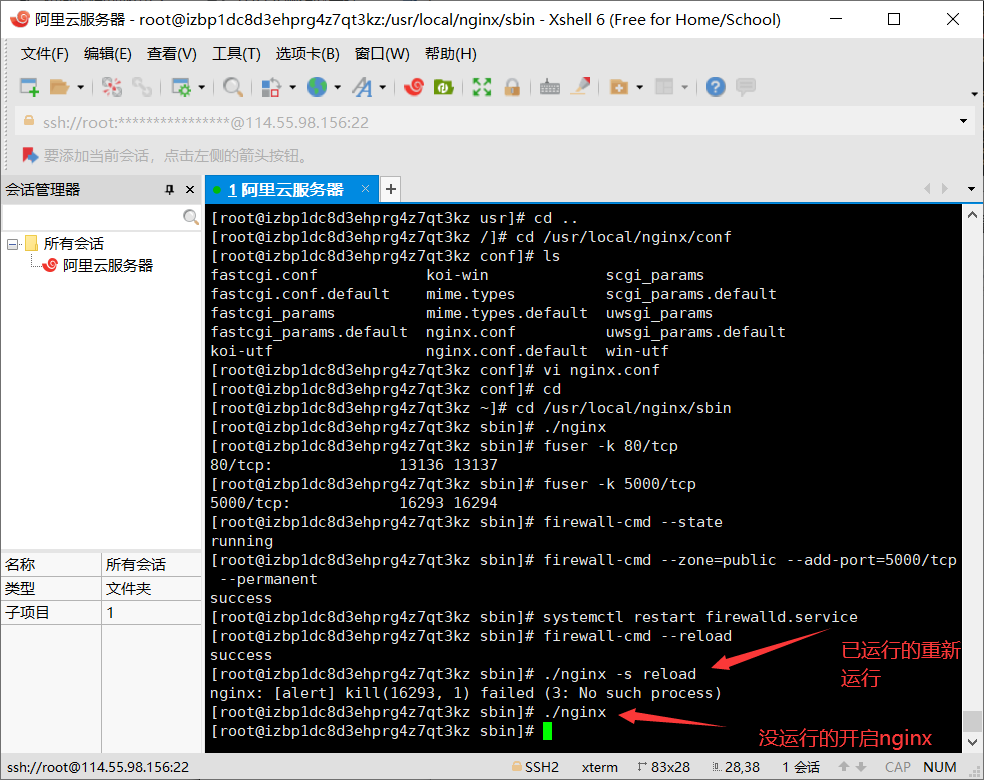 阿里云服务器 - root@izbp1dc8d3ehprg4z7qt3kz:/usr/local/nginx/sbin - Xshell 6 (Free for Home/School)
文件(F) 编辑(E) 查看(V) 工具(T) 选项卡(B) 窗口(W) 帮助(H)
ssh://root:****************@114.55.98.156:22
要添加当前会话，点击左侧的箭头按钮。
会话管理器
1 阿里云服务器
所有会话
阿里云服务器
名称 所有会话
类型 文件夹
子项目 1
[root@izbp1dc8d3ehprg4z7qt3kz usr]# cd ..
[root@izbp1dc8d3ehprg4z7qt3kz /]# cd /usr/local/nginx/conf
[root@izbp1dc8d3ehprg4z7qt3kz conf]# ls
fastcgi.conf koi-win scgi_params
fastcgi.conf.default mime.types scgi_params.default
fastcgi_params mime.types.default uwsgi_params
fastcgi_params.default nginx.conf uwsgi_params.default
koi-utf nginx.conf.default win-utf
[root@izbp1dc8d3ehprg4z7qt3kz conf]# vi nginx.conf
[root@izbp1dc8d3ehprg4z7qt3kz conf]# cd
[root@izbp1dc8d3ehprg4z7qt3kz ~]# cd /usr/local/nginx/sbin
[root@izbp1dc8d3ehprg4z7qt3kz sbin]# ./nginx
[root@izbp1dc8d3ehprg4z7qt3kz sbin]# fuser -k 80/tcp
80/tcp: 13136 13137
[root@izbp1dc8d3ehprg4z7qt3kz sbin]# fuser -k 5000/tcp
5000/tcp: 16293 16294
[root@izbp1dc8d3ehprg4z7qt3kz sbin]# firewall-cmd --state
running
[root@izbp1dc8d3ehprg4z7qt3kz sbin]# firewall-cmd --zone=public --add-port=5000/tcp
--permanent
success
[root@izbp1dc8d3ehprg4z7qt3kz sbin]# systemctl restart firewalld.service
[root@izbp1dc8d3ehprg4z7qt3kz sbin]# firewall-cmd --reload
success
[root@izbp1dc8d3ehprg4z7qt3kz sbin]# ./nginx -s reload
nginx: [alert] kill(16293, 1) failed (3: No such process)
[root@izbp1dc8d3ehprg4z7qt3kz sbin]# ./nginx
[root@izbp1dc8d3ehprg4z7qt3kz sbin]#
已运行的重新
运行
没运行的开启nginx
ssh://root@114.55.98.156:22 SSH2 xterm 83x28 28,38 1 会话 CAP NUM